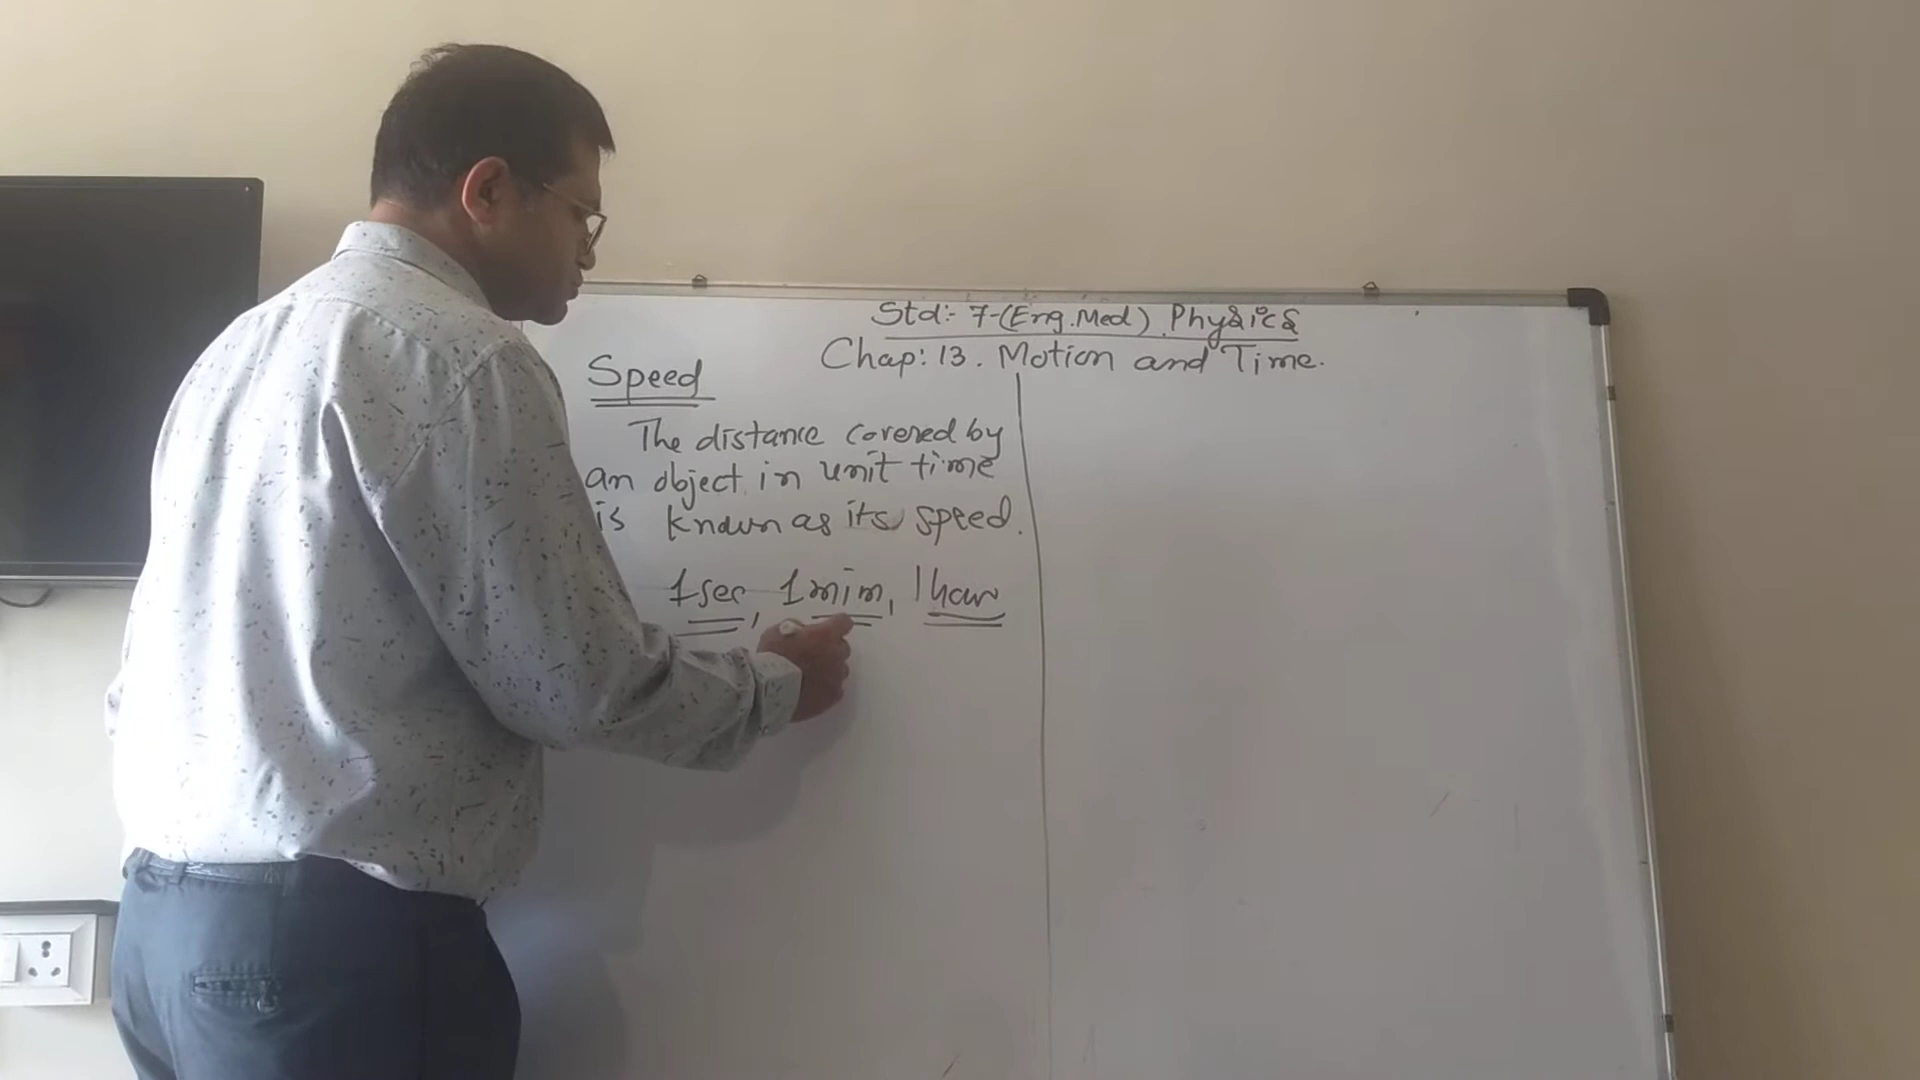 Std:- 7-(Eng.Med) Physics
Chap: 13. Motion and Time.
Speed
The distance covered by
an object in unit time
is known as its speed.
1sec, 1min, 1hour